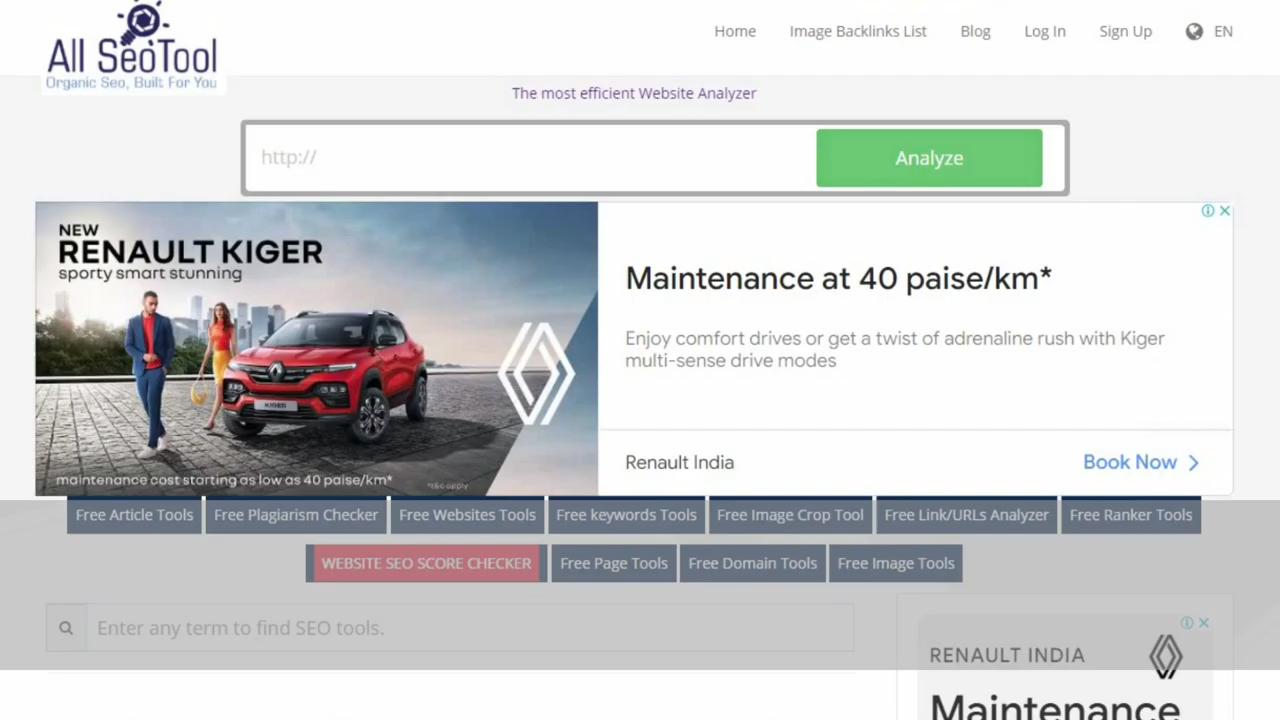 All SeoTool
Organic Seo, Built For You
Home
Image Backlinks List
Blog
Log In
Sign Up
EN
The most efficient Website Analyzer
http://
Analyze
NEW
RENAULT KIGER
sporty smart stunning
KIGER
maintenance cost starting as low as 40 paise/km*
*t&c apply
Maintenance at 40 paise/km*
Enjoy comfort drives or get a twist of adrenaline rush with Kiger
multi-sense drive modes
Renault India
Book Now
Free Article Tools
Free Plagiarism Checker
Free Websites Tools
Free keywords Tools
Free Image Crop Tool
Free Link/URLs Analyzer
Free Ranker Tools
WEBSITE SEO SCORE CHECKER
Free Page Tools
Free Domain Tools
Free Image Tools
Enter any term to find SEO tools.
RENAULT INDIA
Maintenance